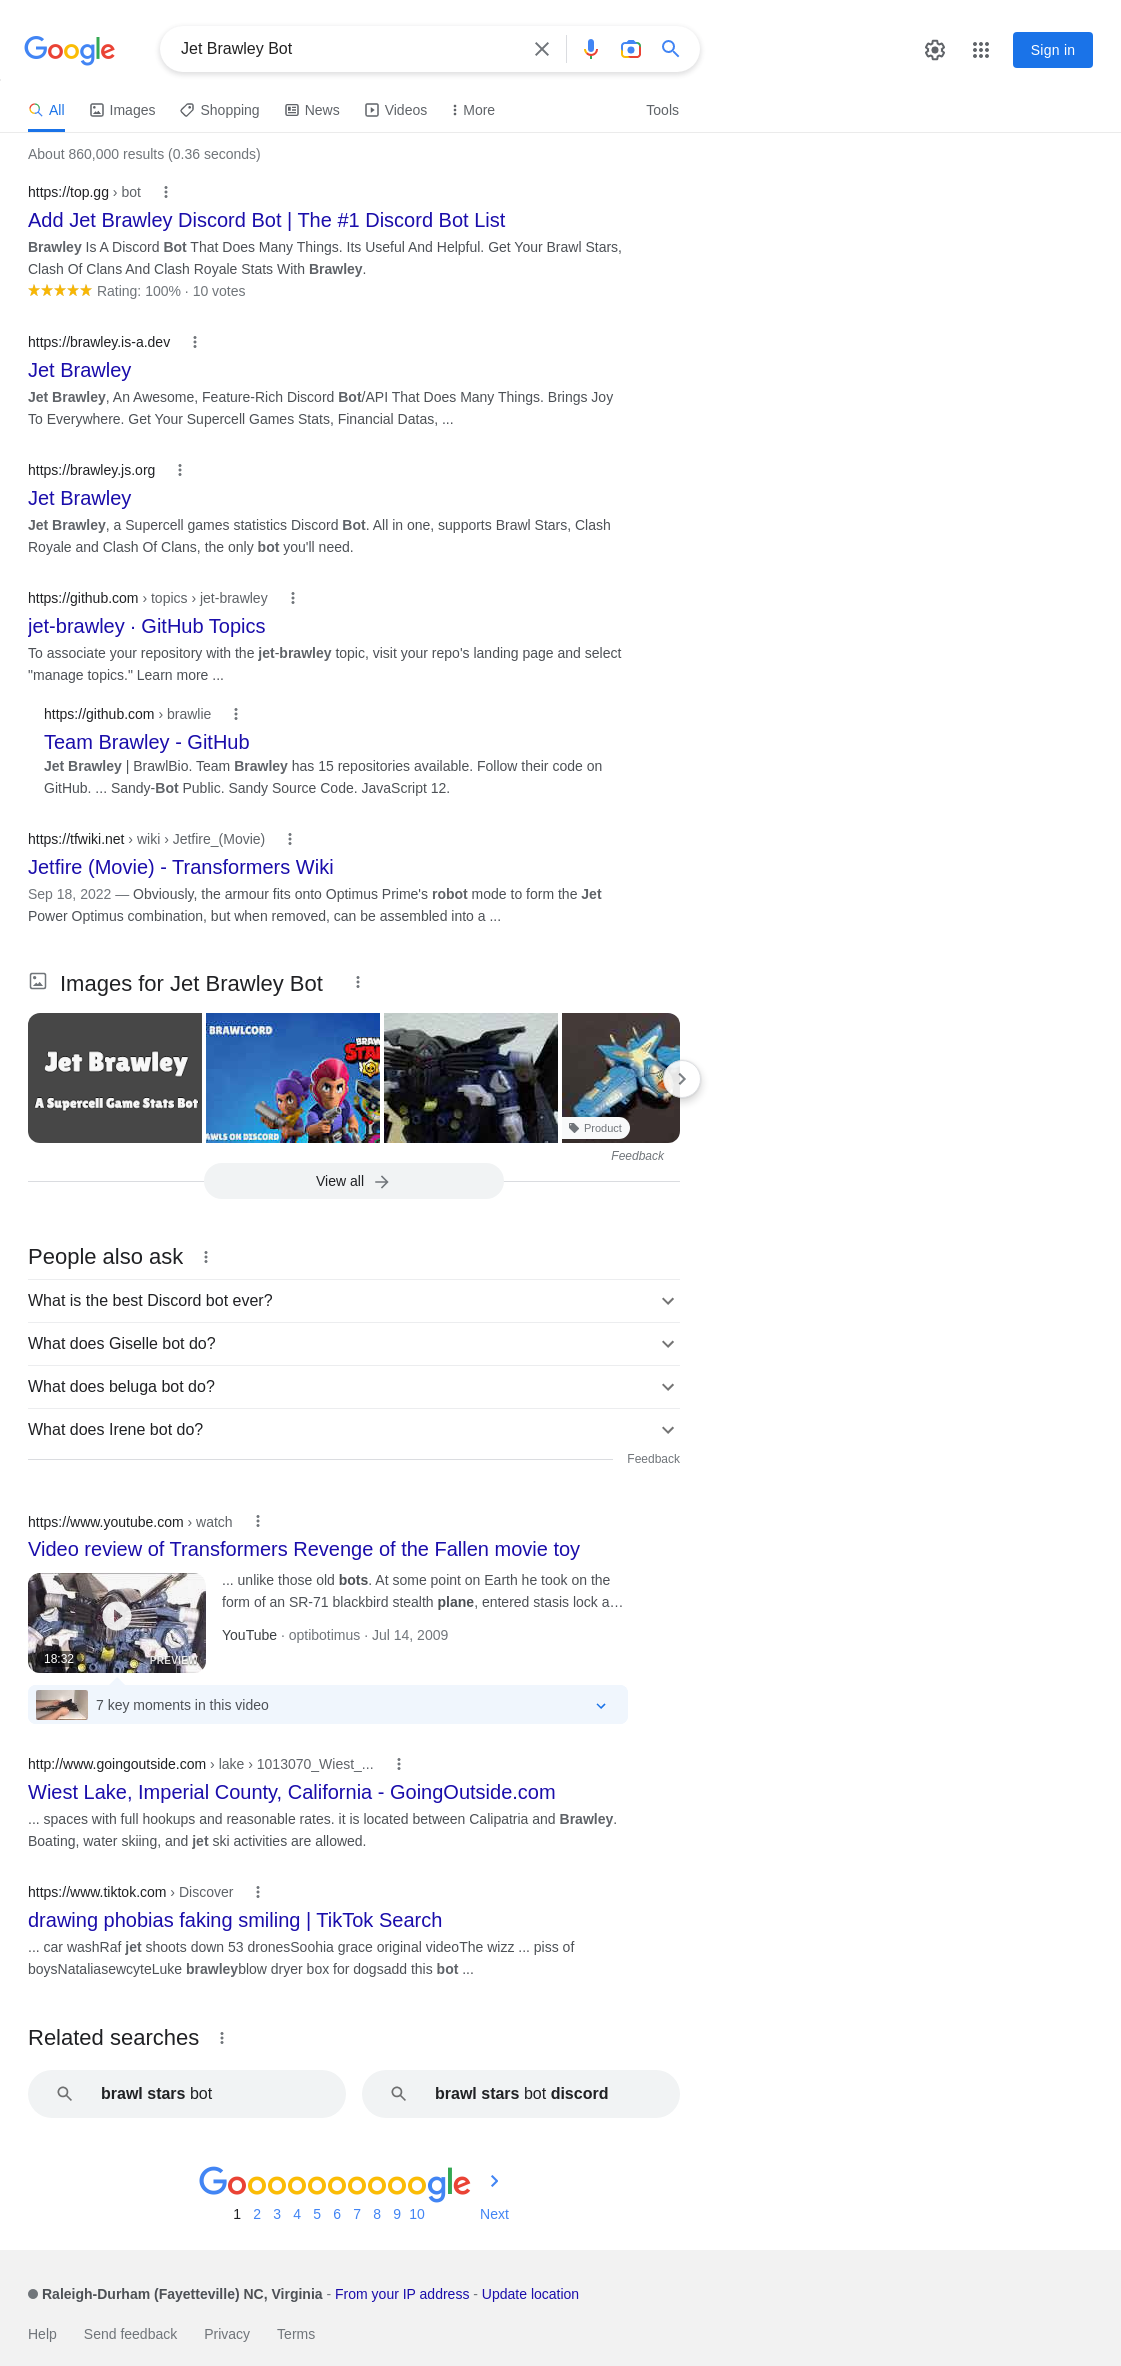 Google
Jet Brawley Bot
Sign in
All
Images
Shopping
News
Videos
More
Tools
About 860,000 results (0.36 seconds)
https://top.gg › bot
Add Jet Brawley Discord Bot | The #1 Discord Bot List
Brawley Is A Discord Bot That Does Many Things. Its Useful And Helpful. Get Your Brawl Stars,
Clash Of Clans And Clash Royale Stats With Brawley.
Rating: 100% · 10 votes
https://brawley.is-a.dev
Jet Brawley
Jet Brawley, An Awesome, Feature-Rich Discord Bot/API That Does Many Things. Brings Joy
To Everywhere. Get Your Supercell Games Stats, Financial Datas, ...
https://brawley.js.org
Jet Brawley
Jet Brawley, a Supercell games statistics Discord Bot. All in one, supports Brawl Stars, Clash
Royale and Clash Of Clans, the only bot you'll need.
https://github.com › topics › jet-brawley
jet-brawley · GitHub Topics
To associate your repository with the jet-brawley topic, visit your repo's landing page and select
"manage topics." Learn more ...
https://github.com › brawlie
Team Brawley - GitHub
Jet Brawley | BrawlBio. Team Brawley has 15 repositories available. Follow their code on
GitHub. ... Sandy-Bot Public. Sandy Source Code. JavaScript 12.
https://tfwiki.net › wiki › Jetfire_(Movie)
Jetfire (Movie) - Transformers Wiki
Sep 18, 2022 — Obviously, the armour fits onto Optimus Prime's robot mode to form the Jet
Power Optimus combination, but when removed, can be assembled into a ...
Images for Jet Brawley Bot
Jet Brawley
A Supercell Game Stats Bot
BRAWLCORD
BRAW
STA
AWLS ON DISCORD
Product
Feedback
View all
People also ask
What is the best Discord bot ever?
What does Giselle bot do?
What does beluga bot do?
What does Irene bot do?
Feedback
https://www.youtube.com › watch
Video review of Transformers Revenge of the Fallen movie toy
... unlike those old bots. At some point on Earth he took on the
form of an SR-71 blackbird stealth plane, entered stasis lock a…
YouTube · optibotimus · Jul 14, 2009
18:32
PREVIEW
7 key moments in this video
http://www.goingoutside.com › lake › 1013070_Wiest_...
Wiest Lake, Imperial County, California - GoingOutside.com
... spaces with full hookups and reasonable rates. it is located between Calipatria and Brawley.
Boating, water skiing, and jet ski activities are allowed.
https://www.tiktok.com › Discover
drawing phobias faking smiling | TikTok Search
... car washRaf jet shoots down 53 dronesSoohia grace original videoThe wizz ... piss of
boysNataliasewcyteLuke brawleyblow dryer box for dogsadd this bot ...
Related searches
brawl stars bot
brawl stars bot discord
Goooooooooogle
1 2 3 4 5 6 7 8 9 10 Next
Raleigh-Durham (Fayetteville) NC, Virginia - From your IP address - Update location
Help
Send feedback
Privacy
Terms